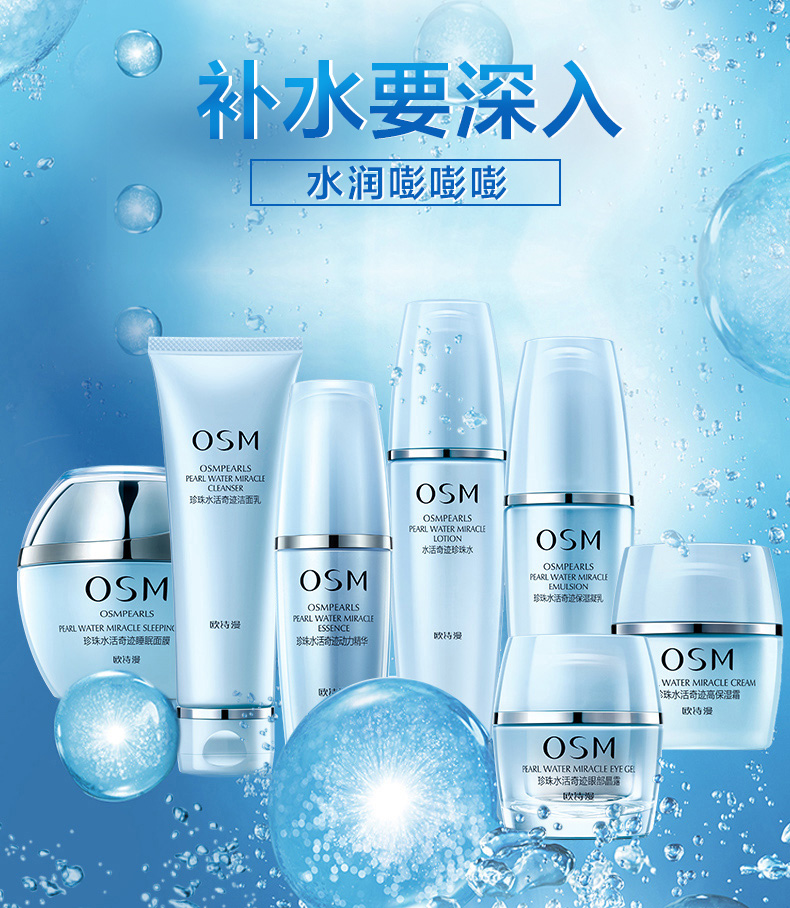 补水要深入
水润嘭嘭嘭
OSM
OSMPEARLS
PEARL WATER MIRACLE SLEEPING
珍珠水活奇迹睡眠面膜
欧诗漫
OSM
OSMPEARLS
PEARL WATER MIRACLE
CLEANSER
珍珠水活奇迹洁面乳
欧诗漫
OSM
OSMPEARLS
PEARL WATER MIRACLE
ESSENCE
珍珠水活奇迹动力精华
欧诗漫
OSM
OSMPEARLS
PEARL WATER MIRACLE
LOTION
水活奇迹珍珠水
欧诗漫
OSM
OSMPEARLS
PEARL WATER MIRACLE
EMULSION
珍珠水活奇迹保湿凝乳
OSM
PEARL WATER MIRACLE EYE GEL
珍珠水活奇迹眼部晶露
欧诗漫
OSM
WATER MIRACLE CREAM
珍珠水活奇迹高保湿霜
欧诗漫